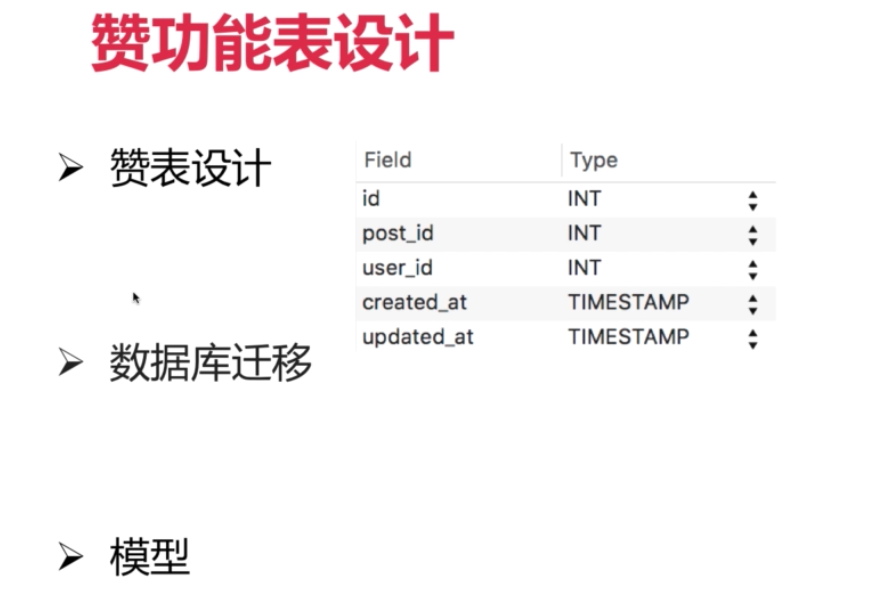 赞功能表设计
赞表设计
Field Type
id INT
post_id INT
user_id INT
created_at TIMESTAMP
updated_at TIMESTAMP
数据库迁移
模型